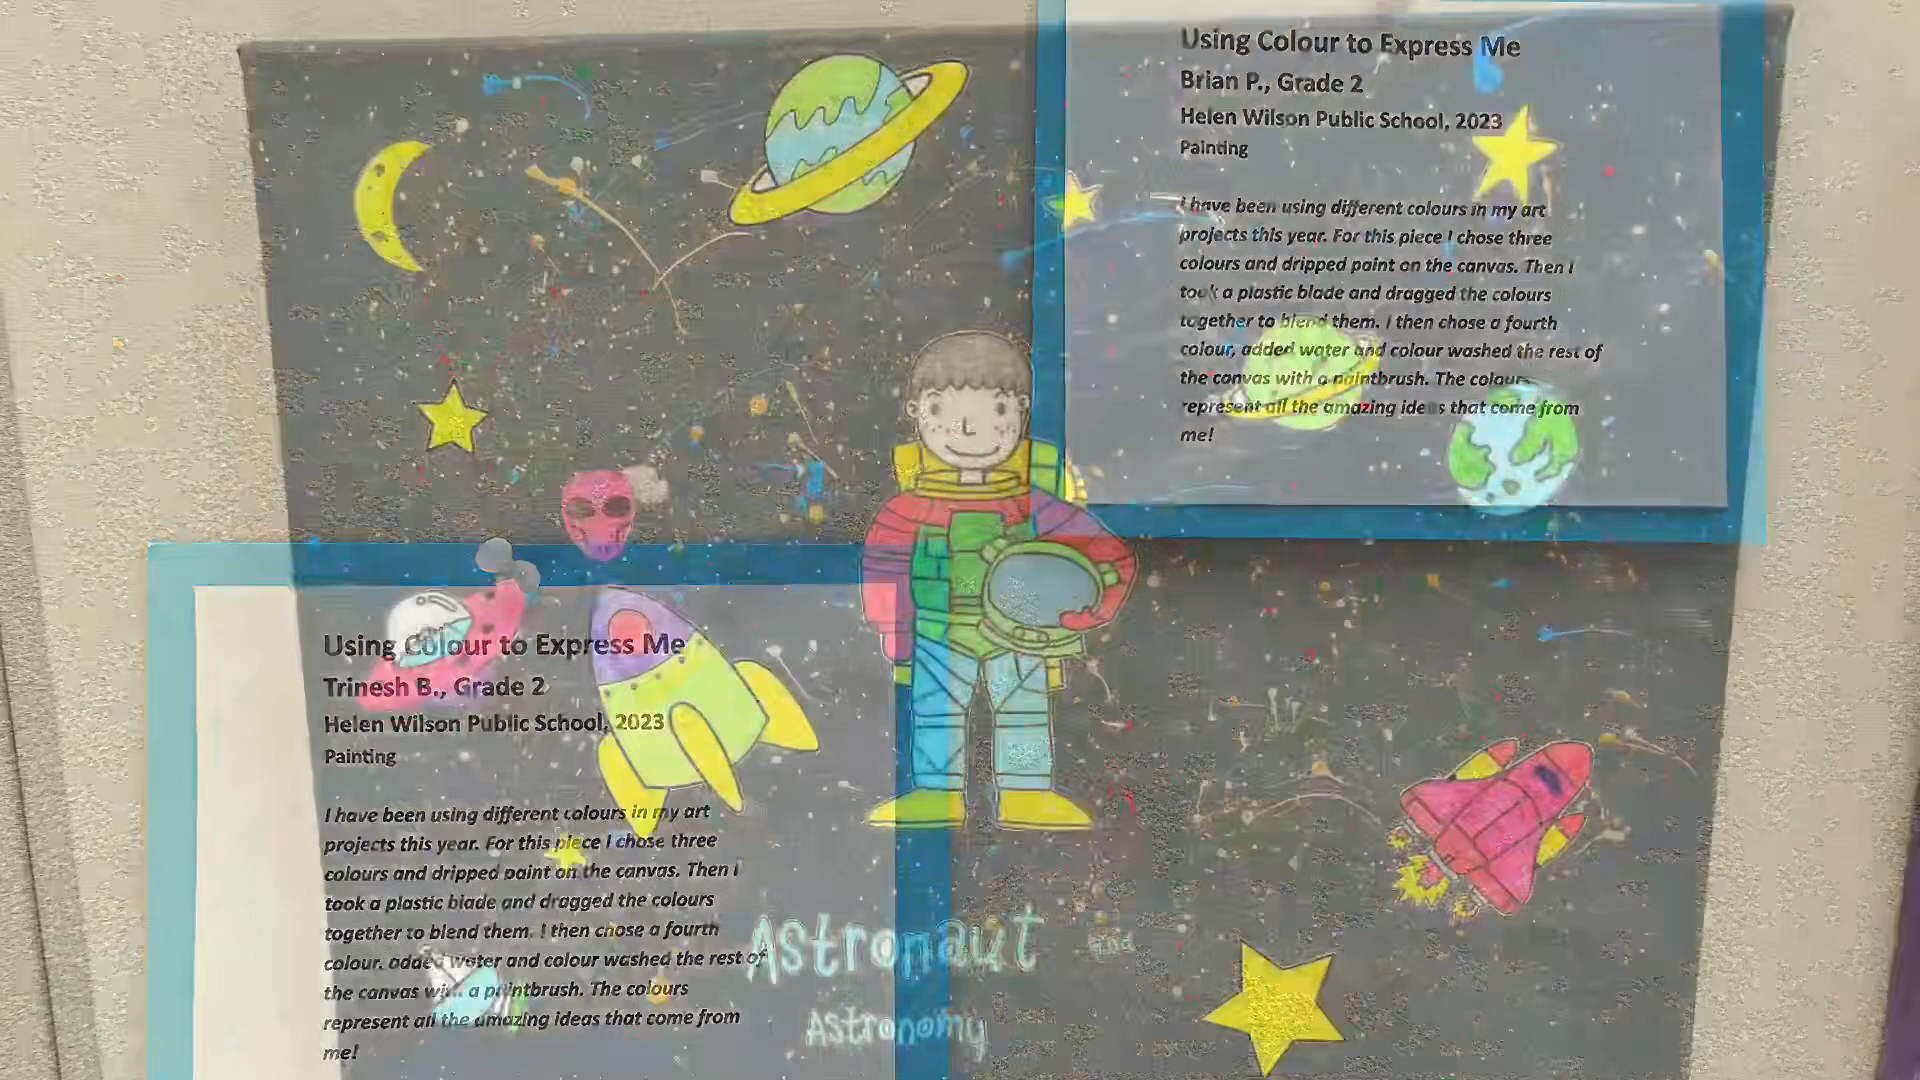 Using Colour to Express Me
Brian P., Grade 2
Helen Wilson Public School, 2023
Painting
I have been using different colours in my art
projects this year. For this piece I chose three
colours and dripped paint on the canvas. Then I
took a plastic blade and dragged the colours
together to blend them. I then chose a fourth
colour, added water and colour washed the rest of
the canvas with a paintbrush. The colours
represent all the amazing ideas that come from
me!
Using Colour to Express Me
Trinesh B., Grade 2
Helen Wilson Public School, 2023
Painting
I have been using different colours in my art
projects this year. For this piece I chose three
colours and dripped paint on the canvas. Then I
took a plastic blade and dragged the colours
together to blend them. I then chose a fourth
colour, added water and colour washed the rest of
the canvas with a paintbrush. The colours
represent all the amazing ideas that come from
me!
Astronaut and
Astronomy